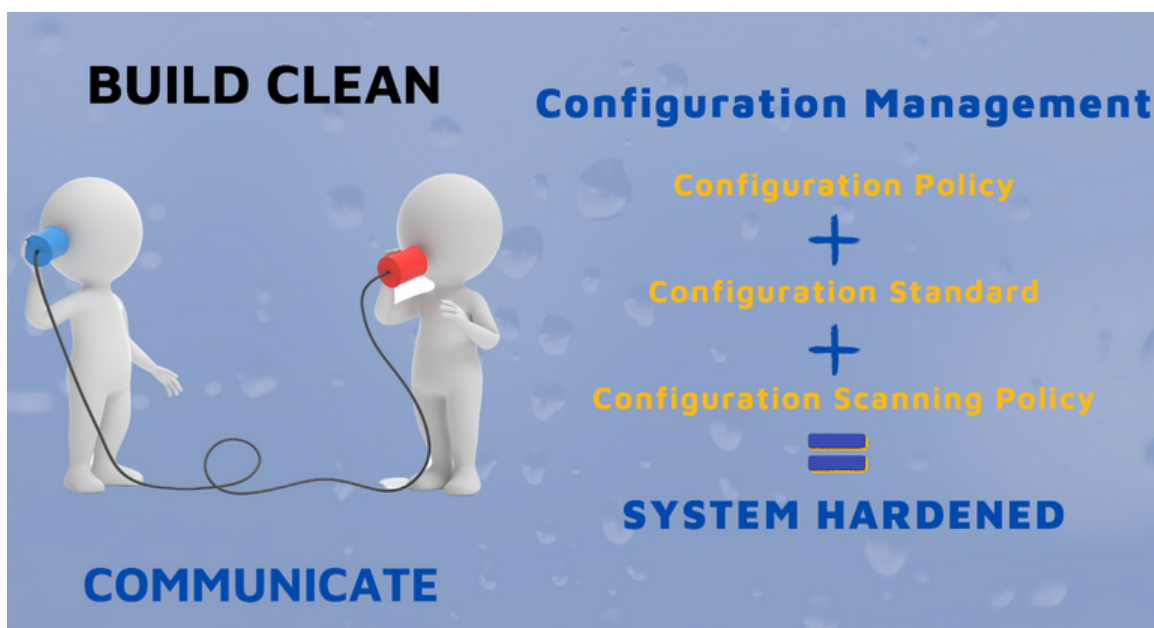 BUILD CLEAN
COMMUNICATE
Configuration Management
Configuration Policy
+
Configuration Standard
+
Configuration Scanning Policy
=
SYSTEM HARDENED